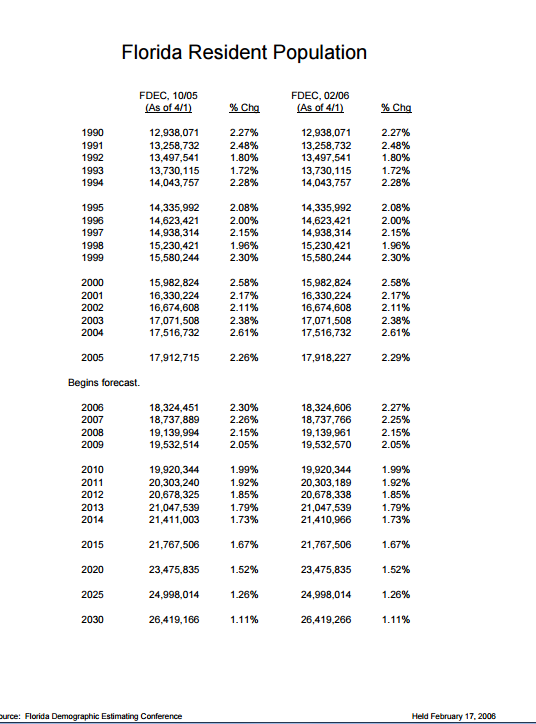 Florida Resident Population
FDEC, 10/05 FDEC, 02/06
(As of 4/1) % Chg (As of 4/1) % Chg
1990 12,938,071 2.27% 12,938,071 2.27%
1991 13,258,732 2.48% 13,258,732 2.48%
1992 13,497,541 1.80% 13,497,541 1.80%
1993 13,730,115 1.72% 13,730,115 1.72%
1994 14,043,757 2.28% 14,043,757 2.28%
1995 14,335,992 2.08% 14,335,992 2.08%
1996 14,623,421 2.00% 14,623,421 2.00%
1997 14,938,314 2.15% 14,938,314 2.15%
1998 15,230,421 1.96% 15,230,421 1.96%
1999 15,580,244 2.30% 15,580,244 2.30%
2000 15,982,824 2.58% 15,982,824 2.58%
2001 16,330,224 2.17% 16,330,224 2.17%
2002 16,674,608 2.11% 16,674,608 2.11%
2003 17,071,508 2.38% 17,071,508 2.38%
2004 17,516,732 2.61% 17,516,732 2.61%
2005 17,912,715 2.26% 17,918,227 2.29%
Begins forecast.
2006 18,324,451 2.30% 18,324,606 2.27%
2007 18,737,889 2.26% 18,737,766 2.25%
2008 19,139,994 2.15% 19,139,961 2.15%
2009 19,532,514 2.05% 19,532,570 2.05%
2010 19,920,344 1.99% 19,920,344 1.99%
2011 20,303,240 1.92% 20,303,189 1.92%
2012 20,678,325 1.85% 20,678,338 1.85%
2013 21,047,539 1.79% 21,047,539 1.79%
2014 21,411,003 1.73% 21,410,966 1.73%
2015 21,767,506 1.67% 21,767,506 1.67%
2020 23,475,835 1.52% 23,475,835 1.52%
2025 24,998,014 1.26% 24,998,014 1.26%
2030 26,419,166 1.11% 26,419,266 1.11%
ource: Florida Demographic Estimating Conference Held February 17, 2006